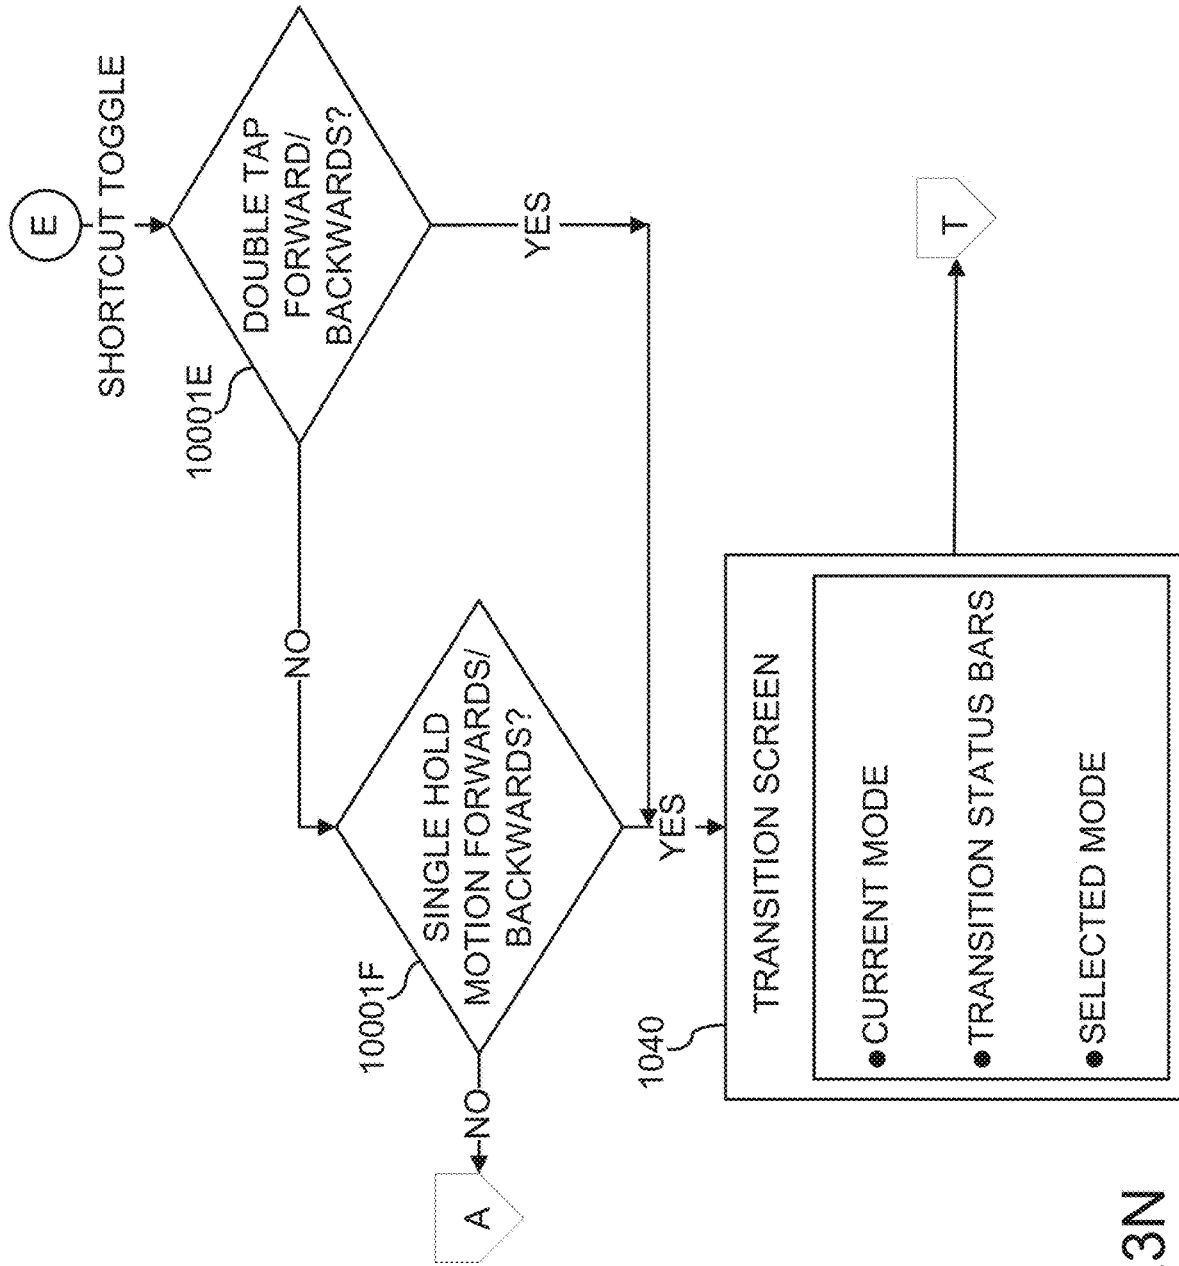 E
SHORTCUT TOGGLE
10001E
DOUBLE TAP
FORWARD/
BACKWARDS?
NO
YES
10001F
SINGLE HOLD
MOTION FORWARDS/
BACKWARDS?
NO
A
YES
1040
TRANSITION SCREEN
● CURRENT MODE
● TRANSITION STATUS BARS
● SELECTED MODE
T
3N